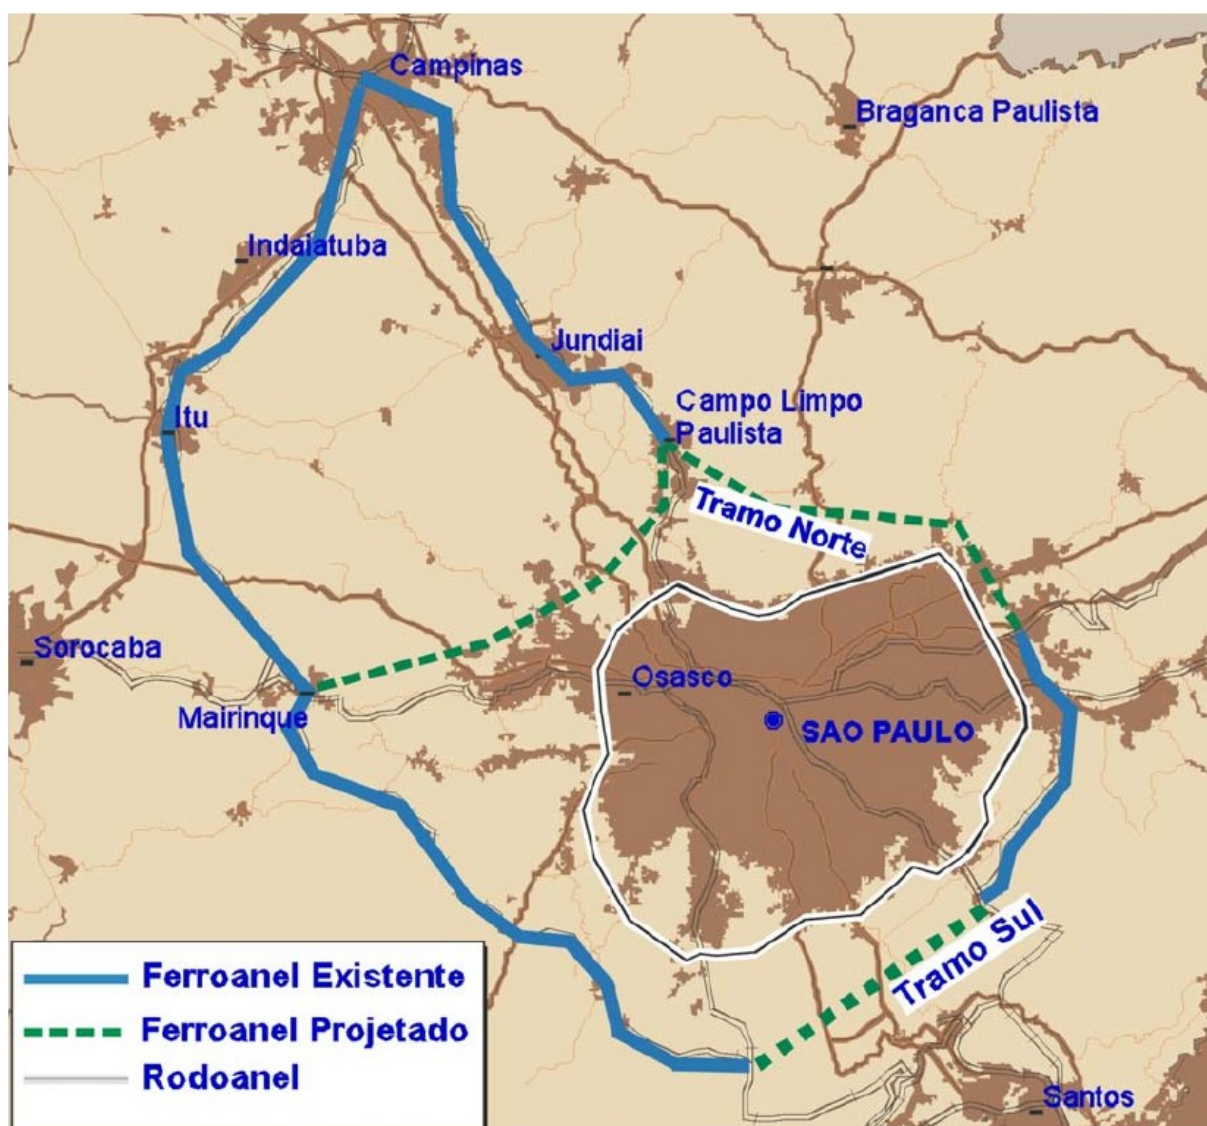 Campinas
Braganca Paulista
Indaiatuba
Jundiai
Campo Limpo
Paulista
Itu
Tramo Norte
Sorocaba
Osasco
Mairinque
SAO PAULO
Tramo Sul
Ferroanel Existente
Ferroanel Projetado
Rodoanel
Santos